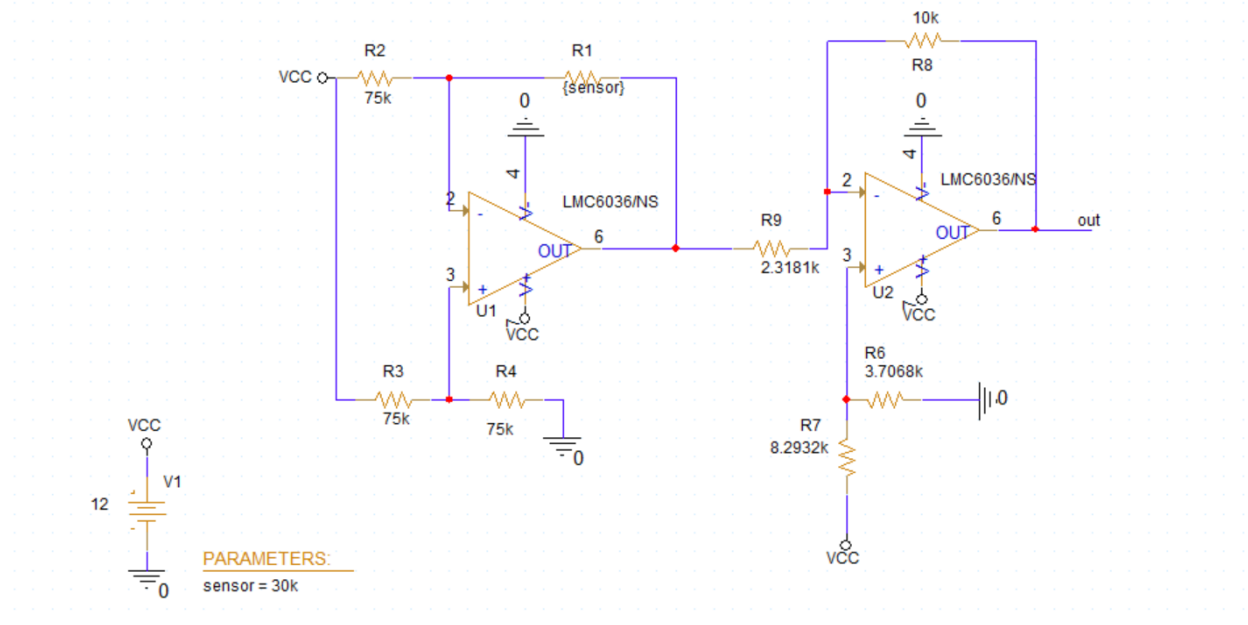 10k
R2
R1
R8
VCC
{sensor}
75k
0
0
4
4
2
LMC6036/NS
2
LMC6036/NS
-
-
R9
6
out
6
OUT
OUT
3
3
2.3181k
+
+
U1
U2
7
VCC
7
VCC
R6
3.7068k
R3
R4
0
75k
75k
R7
8.2932k
VCC
0
V1
12
VCC
PARAMETERS:
sensor = 30k
0